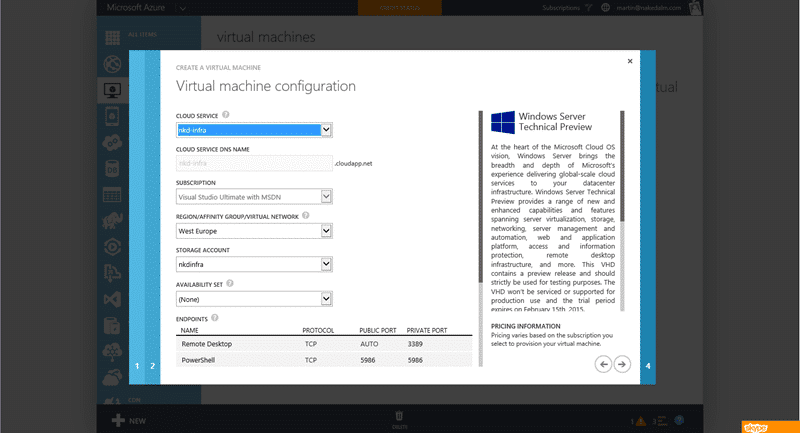 Microsoft Azure
Subscriptions
martin@nakedalm.com
ALL ITEMS
virtual machines
CREATE A VIRTUAL MACHINE
Virtual machine configuration
CLOUD SERVICE
nkd-infra
CLOUD SERVICE DNS NAME
nkd-infra .cloudapp.net
SUBSCRIPTION
Visual Studio Ultimate with MSDN
REGION/AFFINITY GROUP/VIRTUAL NETWORK
West Europe
STORAGE ACCOUNT
nkdinfra
AVAILABILITY SET
(None)
ENDPOINTS
NAME PROTOCOL PUBLIC PORT PRIVATE PORT
Remote Desktop TCP AUTO 3389
PowerShell TCP 5986 5986
Windows Server
Technical Preview
At the heart of the Microsoft Cloud OS
vision, Windows Server brings the
breadth and depth of Microsoft's
experience delivering global-scale cloud
services to your datacenter
infrastructure. Windows Server Technical
Preview provides a range of new and
enhanced capabilities and features
spanning server virtualization, storage,
networking, server management and
automation, web and application
platform, access and information
protection, remote desktop
infrastructure, and more. This VHD
contains a preview release and should
strictly be used for testing purposes. The
VHD won't be serviced or supported for
production use and the trial period
expires on February 15th, 2015.
PRICING INFORMATION
Pricing varies based on the subscription you
select to provision your virtual machine.
1 2 4
NEW
DELETE
1 3
skype